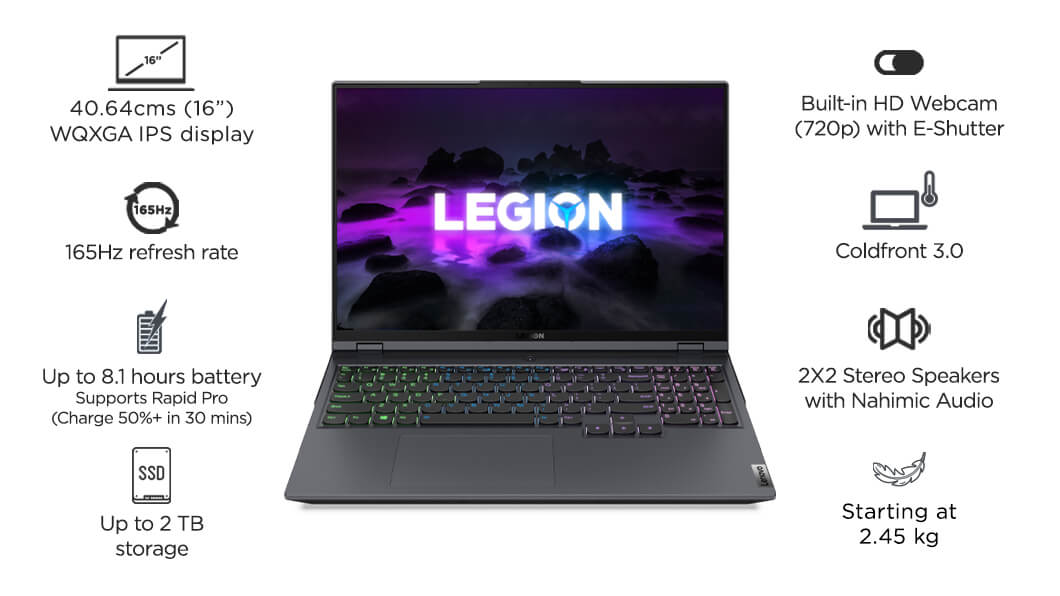 16”
40.64cms (16”)
WQXGA IPS display
165Hz
165Hz refresh rate
Up to 8.1 hours battery
Supports Rapid Pro
(Charge 50%+ in 30 mins)
SSD
Up to 2 TB
storage
LEGION
LEGION
Lenovo
Built-in HD Webcam
(720p) with E-Shutter
Coldfront 3.0
2X2 Stereo Speakers
with Nahimic Audio
Starting at
2.45 kg